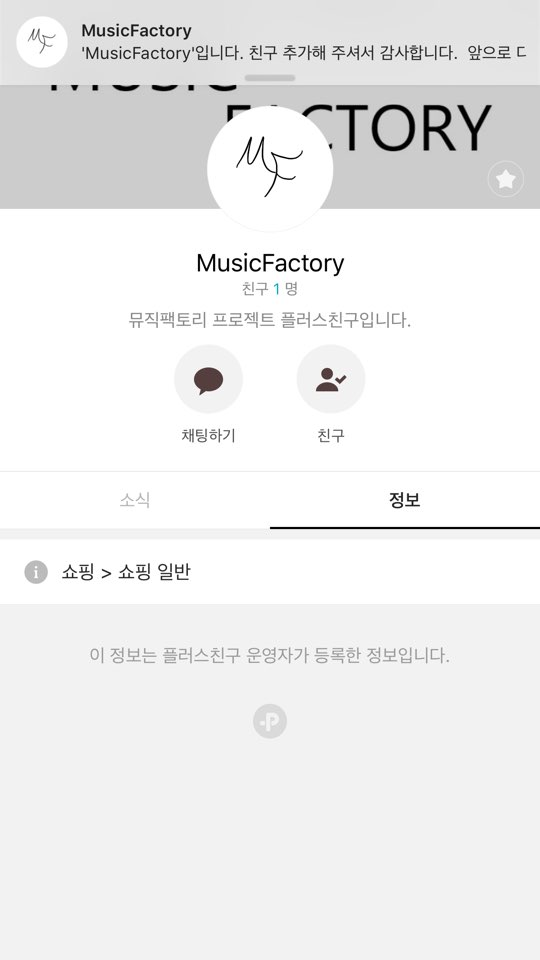 MusicFactory
'MusicFactory'입니다. 친구 추가해 주셔서 감사합니다. 앞으로
MUSIC
FACTORY
MF
MusicFactory
친구 1 명
뮤직팩토리 프로젝트 플러스친구입니다.
채팅하기
친구
소식
정보
쇼핑 > 쇼핑 일반
이 정보는 플러스친구 운영자가 등록한 정보입니다.